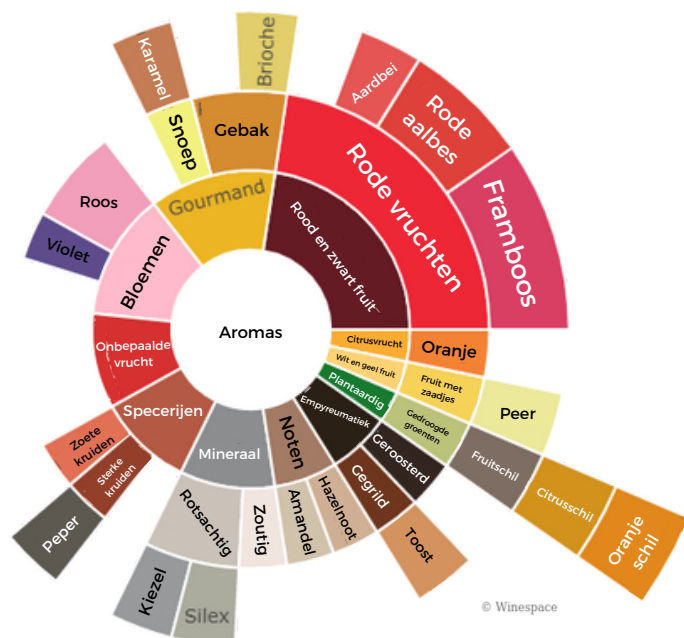 Aromas
Rood en zwart fruit
Rode vruchten
Aardbei
Rode
aalbes
Framboos
Citrusvrucht
Oranje
Wit en geel fruit
Fruit met
zaadjes
Peer
Plantaardig
Gedroogde
groenten
Fruitschil
Citrusschil
Oranje
schil
Empyreumatiek
Geroosterd
Gegrild
Toost
Noten
Hazelnoot
Amandel
Mineraal
Zoutig
Rotsachtig
Silex
Kiezel
Specerijen
Sterke
kruiden
Peper
Zoete
kruiden
Onbepaalde
vrucht
Bloemen
Violet
Roos
Gourmand
Snoep
Karamel
Gebak
Brioche
© Winespace